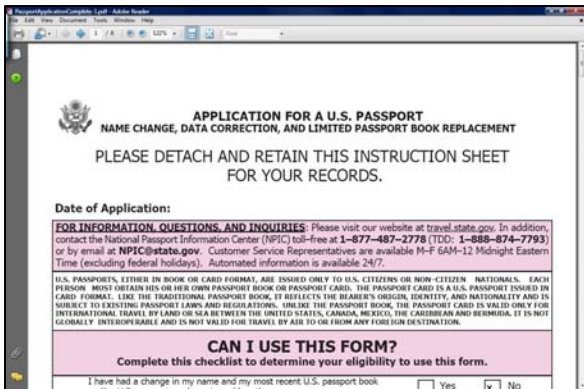 PassportApplicationComplete-1.pdf - Adobe Reader
File Edit View Document Tools Window Help
1 / 6 122% Find
APPLICATION FOR A U.S. PASSPORT
NAME CHANGE, DATA CORRECTION, AND LIMITED PASSPORT BOOK REPLACEMENT
PLEASE DETACH AND RETAIN THIS INSTRUCTION SHEET
FOR YOUR RECORDS.
Date of Application:
FOR INFORMATION, QUESTIONS, AND INQUIRIES: Please visit our website at travel.state.gov. In addition,
contact the National Passport Information Center (NPIC) toll-free at 1–877–487–2778 (TDD: 1–888–874–7793)
or by email at NPIC@state.gov. Customer Service Representatives are available M–F 6AM–12 Midnight Eastern
Time (excluding federal holidays). Automated information is available 24/7.
U.S. PASSPORTS, EITHER IN BOOK OR CARD FORMAT, ARE ISSUED ONLY TO U.S. CITIZENS OR NON-CITIZEN NATIONALS. EACH
PERSON MUST OBTAIN HIS OR HER OWN PASSPORT BOOK OR PASSPORT CARD. THE PASSPORT CARD IS A U.S. PASSPORT ISSUED IN
CARD FORMAT. LIKE THE TRADITIONAL PASSPORT BOOK, IT REFLECTS THE BEARER'S ORIGIN, IDENTITY, AND NATIONALITY AND IS
SUBJECT TO EXISTING PASSPORT LAWS AND REGULATIONS. UNLIKE THE PASSPORT BOOK, THE PASSPORT CARD IS VALID ONLY FOR
INTERNATIONAL TRAVEL BY LAND OR SEA BETWEEN THE UNITED STATES, CANADA, MEXICO, THE CARIBBEAN AND BERMUDA. IT IS NOT
GLOBALLY INTEROPERABLE AND IS NOT VALID FOR TRAVEL BY AIR TO OR FROM ANY FOREIGN DESTINATION.
CAN I USE THIS FORM?
Complete this checklist to determine your eligibility to use this form.
I have had a change in my name and my most recent U.S. passport book
Yes x No